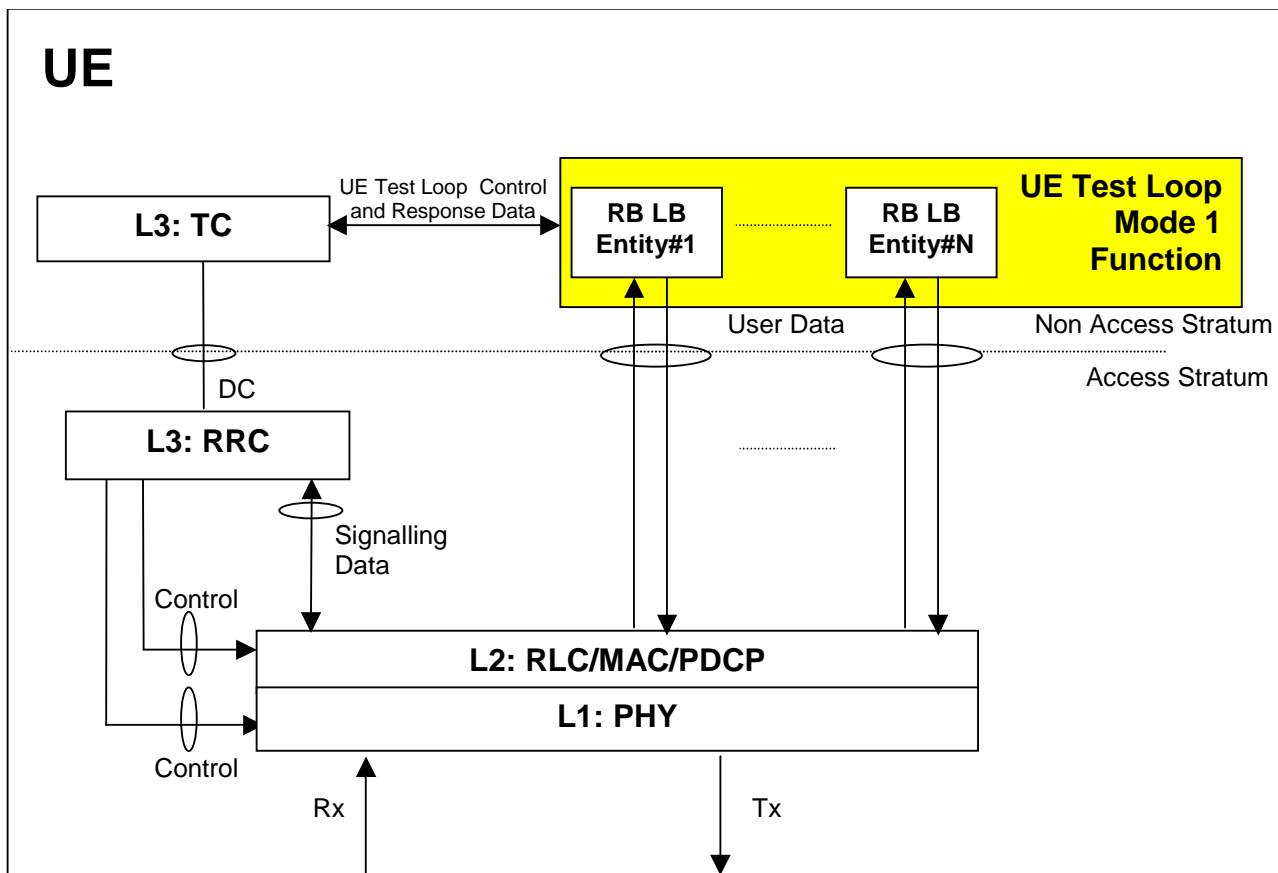 UE
UE Test Loop Control
and Response Data
L3: TC
RB LB
Entity#1
RB LB
Entity#N
UE Test Loop
Mode 1
Function
User Data
Non Access Stratum
Access Stratum
DC
L3: RRC
Signalling
Data
Control
L2: RLC/MAC/PDCP
L1: PHY
Control
Rx
Tx